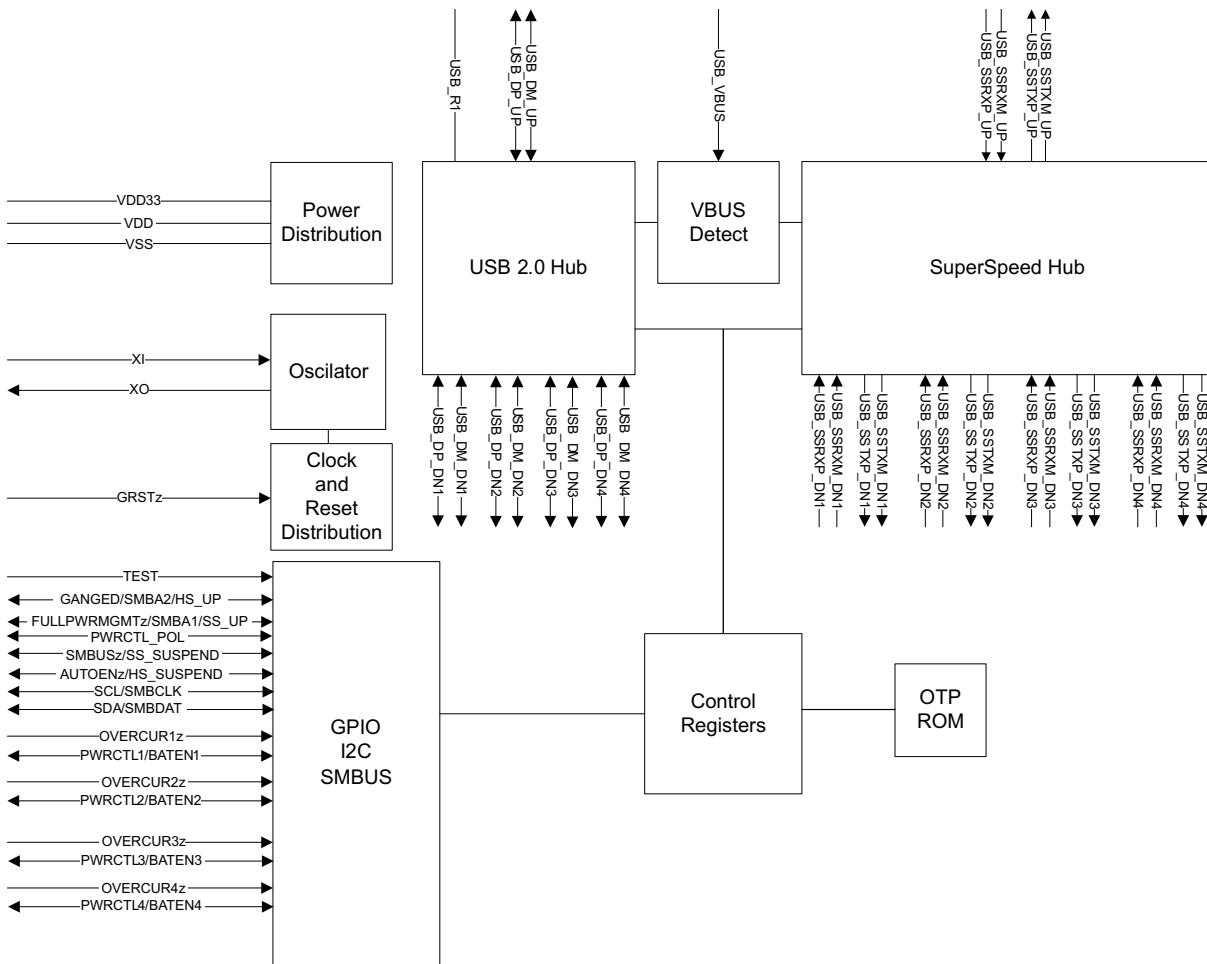 USB_R1
USB_DP_UP
USB_DM_UP
USB_VBUS
USB_SSRXP_UP
USB_SSRXM_UP
USB_SSTXP_UP
USB_SSTXM_UP
VDD33
VDD
VSS
Power
Distribution
USB 2.0 Hub
VBUS
Detect
SuperSpeed Hub
XI
XO
Oscilator
GRSTz
Clock
and
Reset
Distribution
USB_DP_DN1
USB_DM_DN1
USB_DP_DN2
USB_DM_DN2
USB_DP_DN3
USB_DM_DN3
USB_DP_DN4
USB_DM_DN4
USB_SSRXP_DN1
USB_SSRXM_DN1
USB_SSTXP_DN1
USB_SSTXM_DN1
USB_SSRXP_DN2
USB_SSRXM_DN2
USB_SSTXP_DN2
USB_SSTXM_DN2
USB_SSRXP_DN3
USB_SSRXM_DN3
USB_SSTXP_DN3
USB_SSTXM_DN3
USB_SSRXP_DN4
USB_SSRXM_DN4
USB_SSTXP_DN4
USB_SSTXM_DN4
TEST
GANGED/SMBA2/HS_UP
FULLPWRMGMTz/SMBA1/SS_UP
PWRCTL_POL
SMBUSz/SS_SUSPEND
AUTOENz/HS_SUSPEND
SCL/SMBCLK
SDA/SMBDAT
OVERCUR1z
PWRCTL1/BATEN1
OVERCUR2z
PWRCTL2/BATEN2
OVERCUR3z
PWRCTL3/BATEN3
OVERCUR4z
PWRCTL4/BATEN4
GPIO
I2C
SMBUS
Control
Registers
OTP
ROM